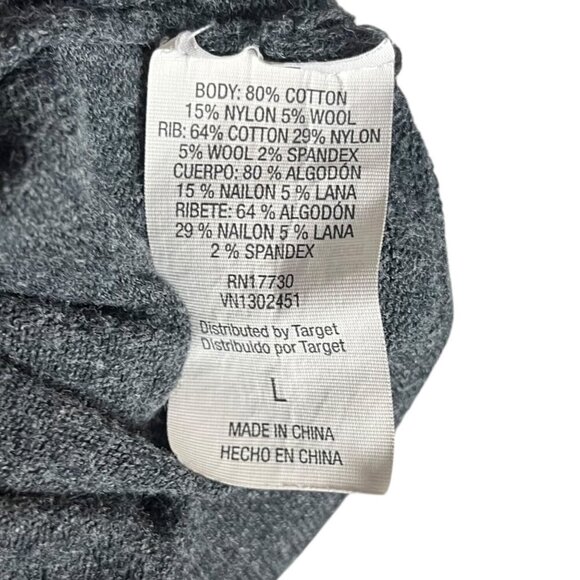 BODY: 80% COTTON
15% NYLON 5% WOOL
RIB: 64% COTTON 29% NYLON
5% WOOL 2% SPANDEX
CUERPO: 80 % ALGODÓN
15 % NAILON 5 % LANA
RIBETE: 64 % ALGODÓN
29 % NAILON 5 % LANA
2 % SPANDEX
RN17730
VN1302451
Distributed by Target
Distribuido por Target
L
MADE IN CHINA
HECHO EN CHINA